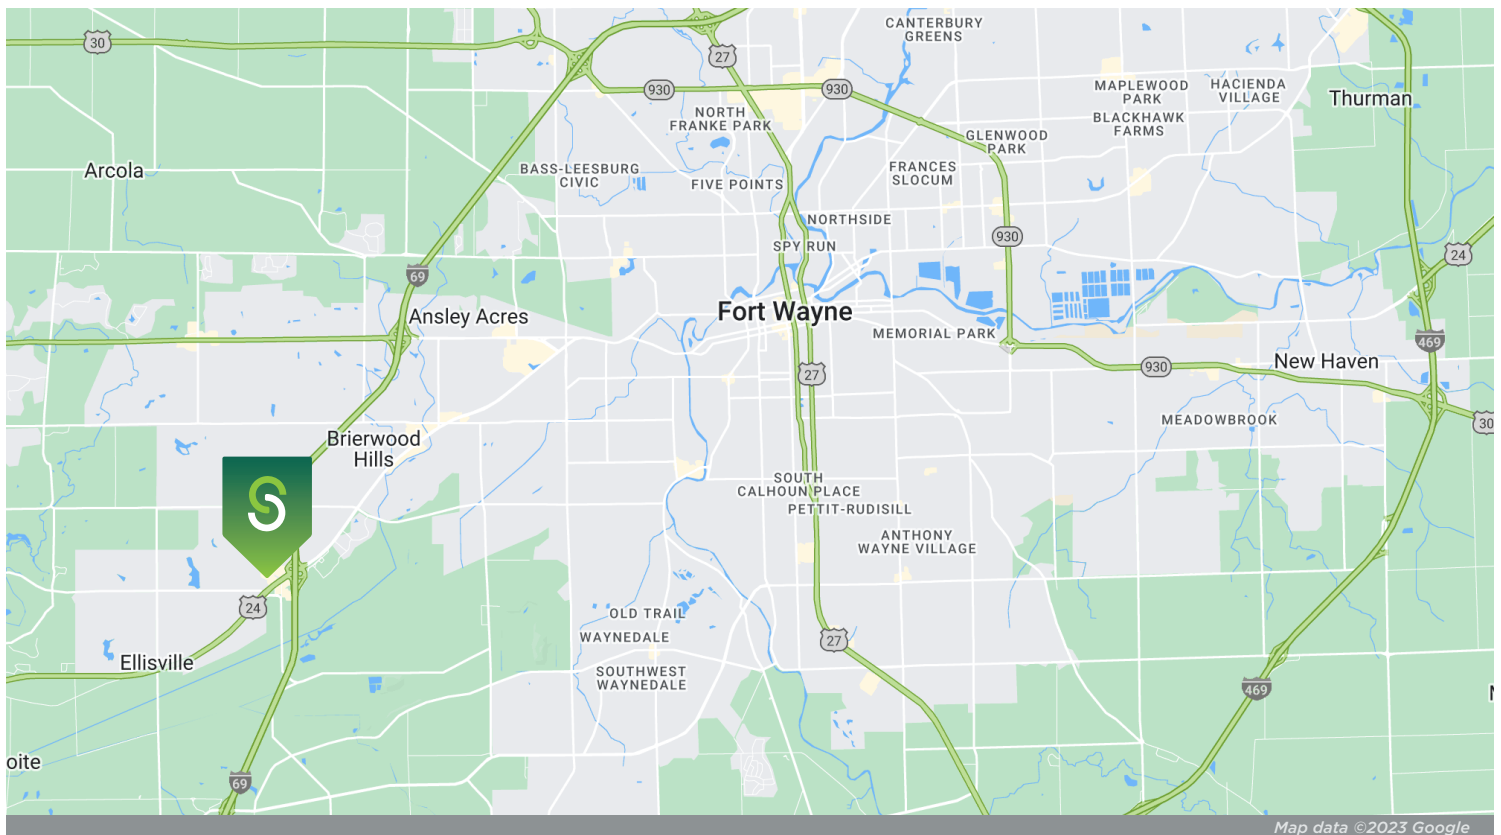 CANTERBURY
GREENS
30
27
930
930
MAPLEWOOD
PARK
HACIENDA
VILLAGE
Thurman
NORTH
FRANKE PARK
BLACKHAWK
FARMS
GLENWOOD
PARK
Arcola
BASS-LEESBURG
CIVIC
FIVE POINTS
FRANCES
SLOCUM
NORTHSIDE
SPY RUN
930
24
69
Ansley Acres
Fort Wayne
MEMORIAL PARK
469
New Haven
930
27
30
MEADOWBROOK
Brierwood
Hills
S
SOUTH
CALHOUN PLACE
PETTIT-RUDISILL
ANTHONY
WAYNE VILLAGE
24
OLD TRAIL
WAYNEDALE
27
Ellisville
SOUTHWEST
WAYNEDALE
469
oite
69
Map data ©2023 Google